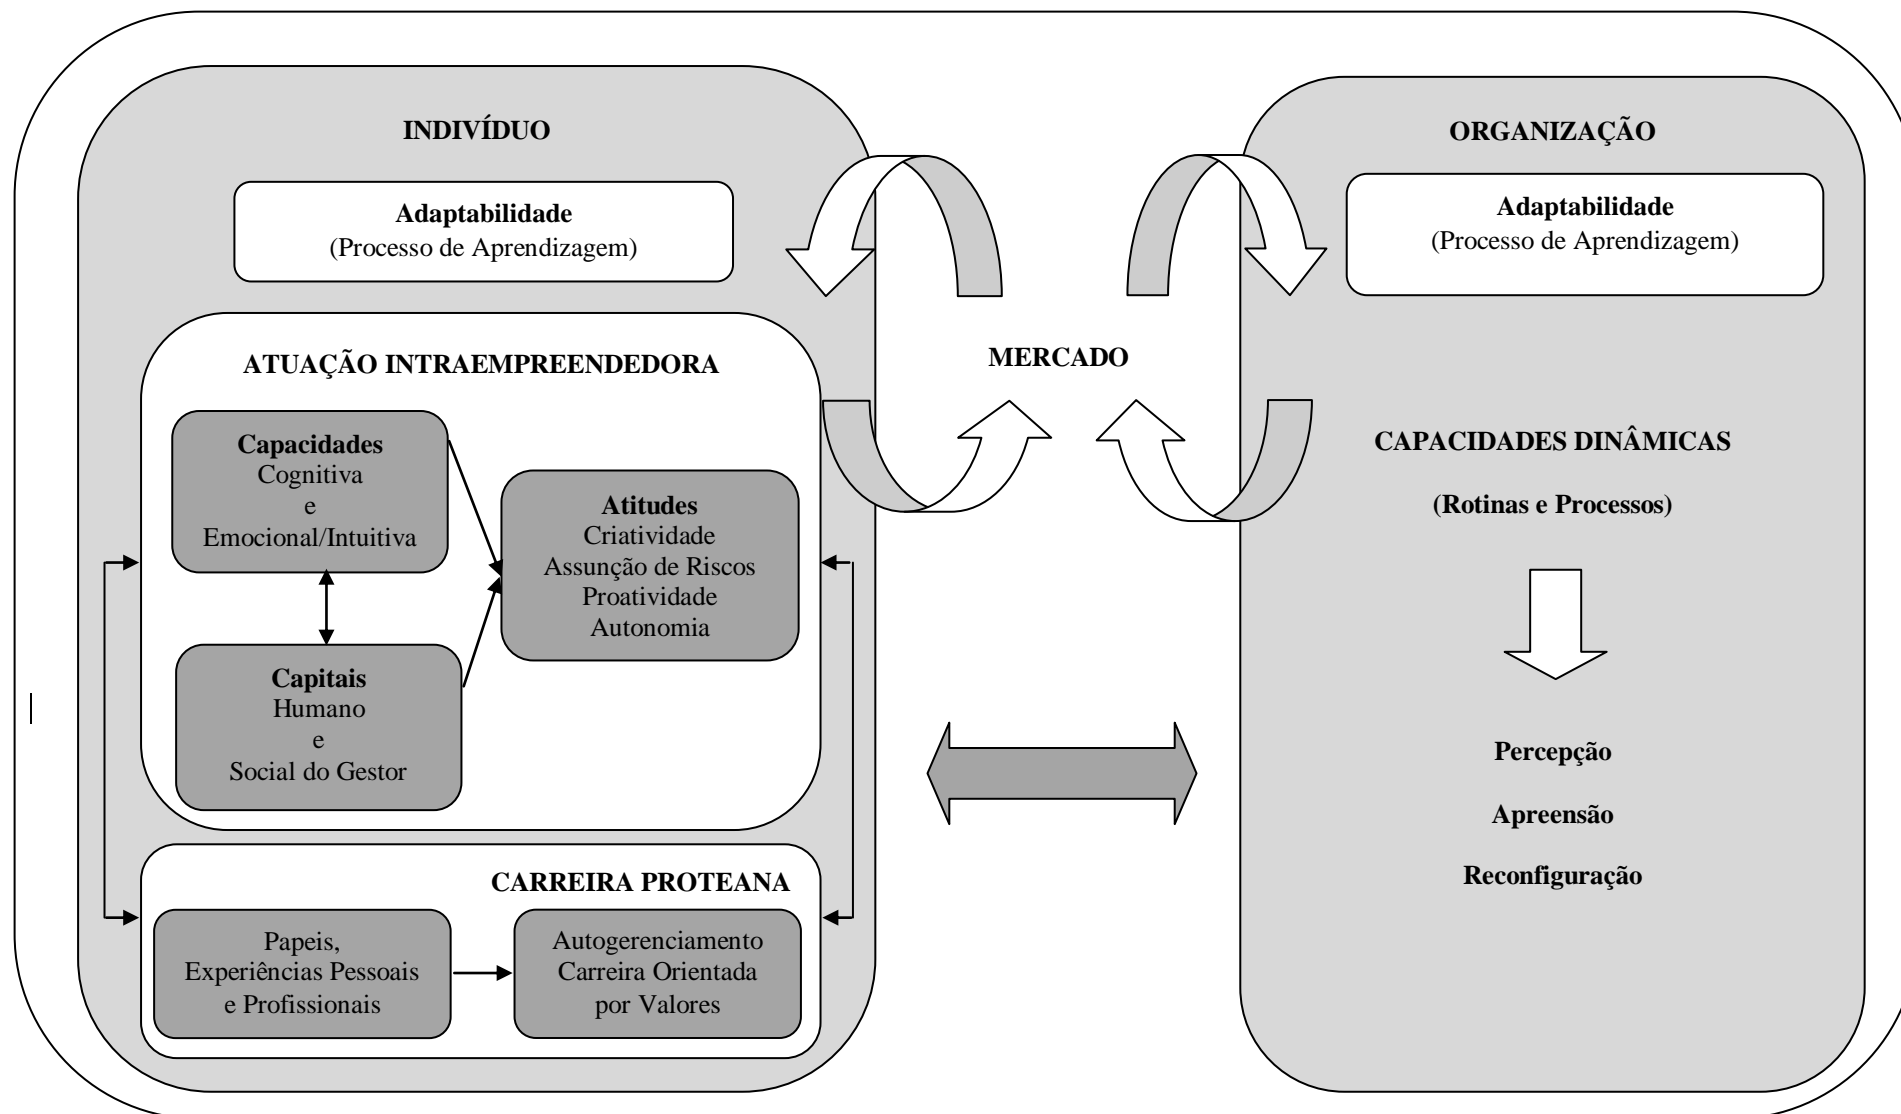 INDIVÍDUO
Adaptabilidade
(Processo de Aprendizagem)
ATUAÇÃO INTRAEMPREENDEDORA
Capacidades
Cognitiva
e
Emocional/Intuitiva
Atitudes
Criatividade
Assunção de Riscos
Proatividade
Autonomia
Capitais
Humano
e
Social do Gestor
CARREIRA PROTEANA
Papeis,
Experiências Pessoais
e Profissionais
Autogerenciamento
Carreira Orientada
por Valores
MERCADO
ORGANIZAÇÃO
Adaptabilidade
(Processo de Aprendizagem)
CAPACIDADES DINÂMICAS
(Rotinas e Processos)
Percepção
Apreensão
Reconfiguração